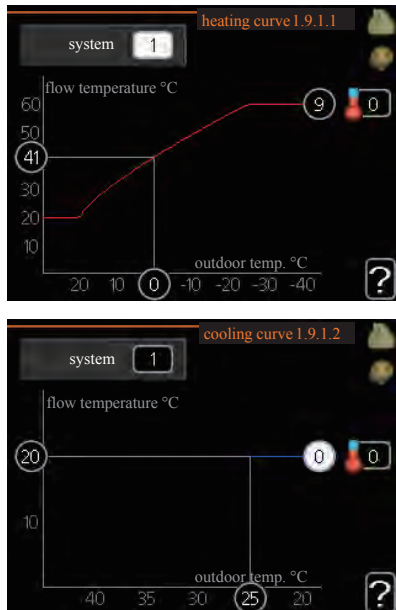 heating curve 1.9.1.1
system 1
flow temperature °C
60 9 0
50
41
30
20
10
outdoor temp. °C
20 10 0 -10 -20 -30 -40
?
cooling curve 1.9.1.2
system 1
flow temperature °C
20 0 0
10
outdoor temp. °C
40 35 30 25 20
?